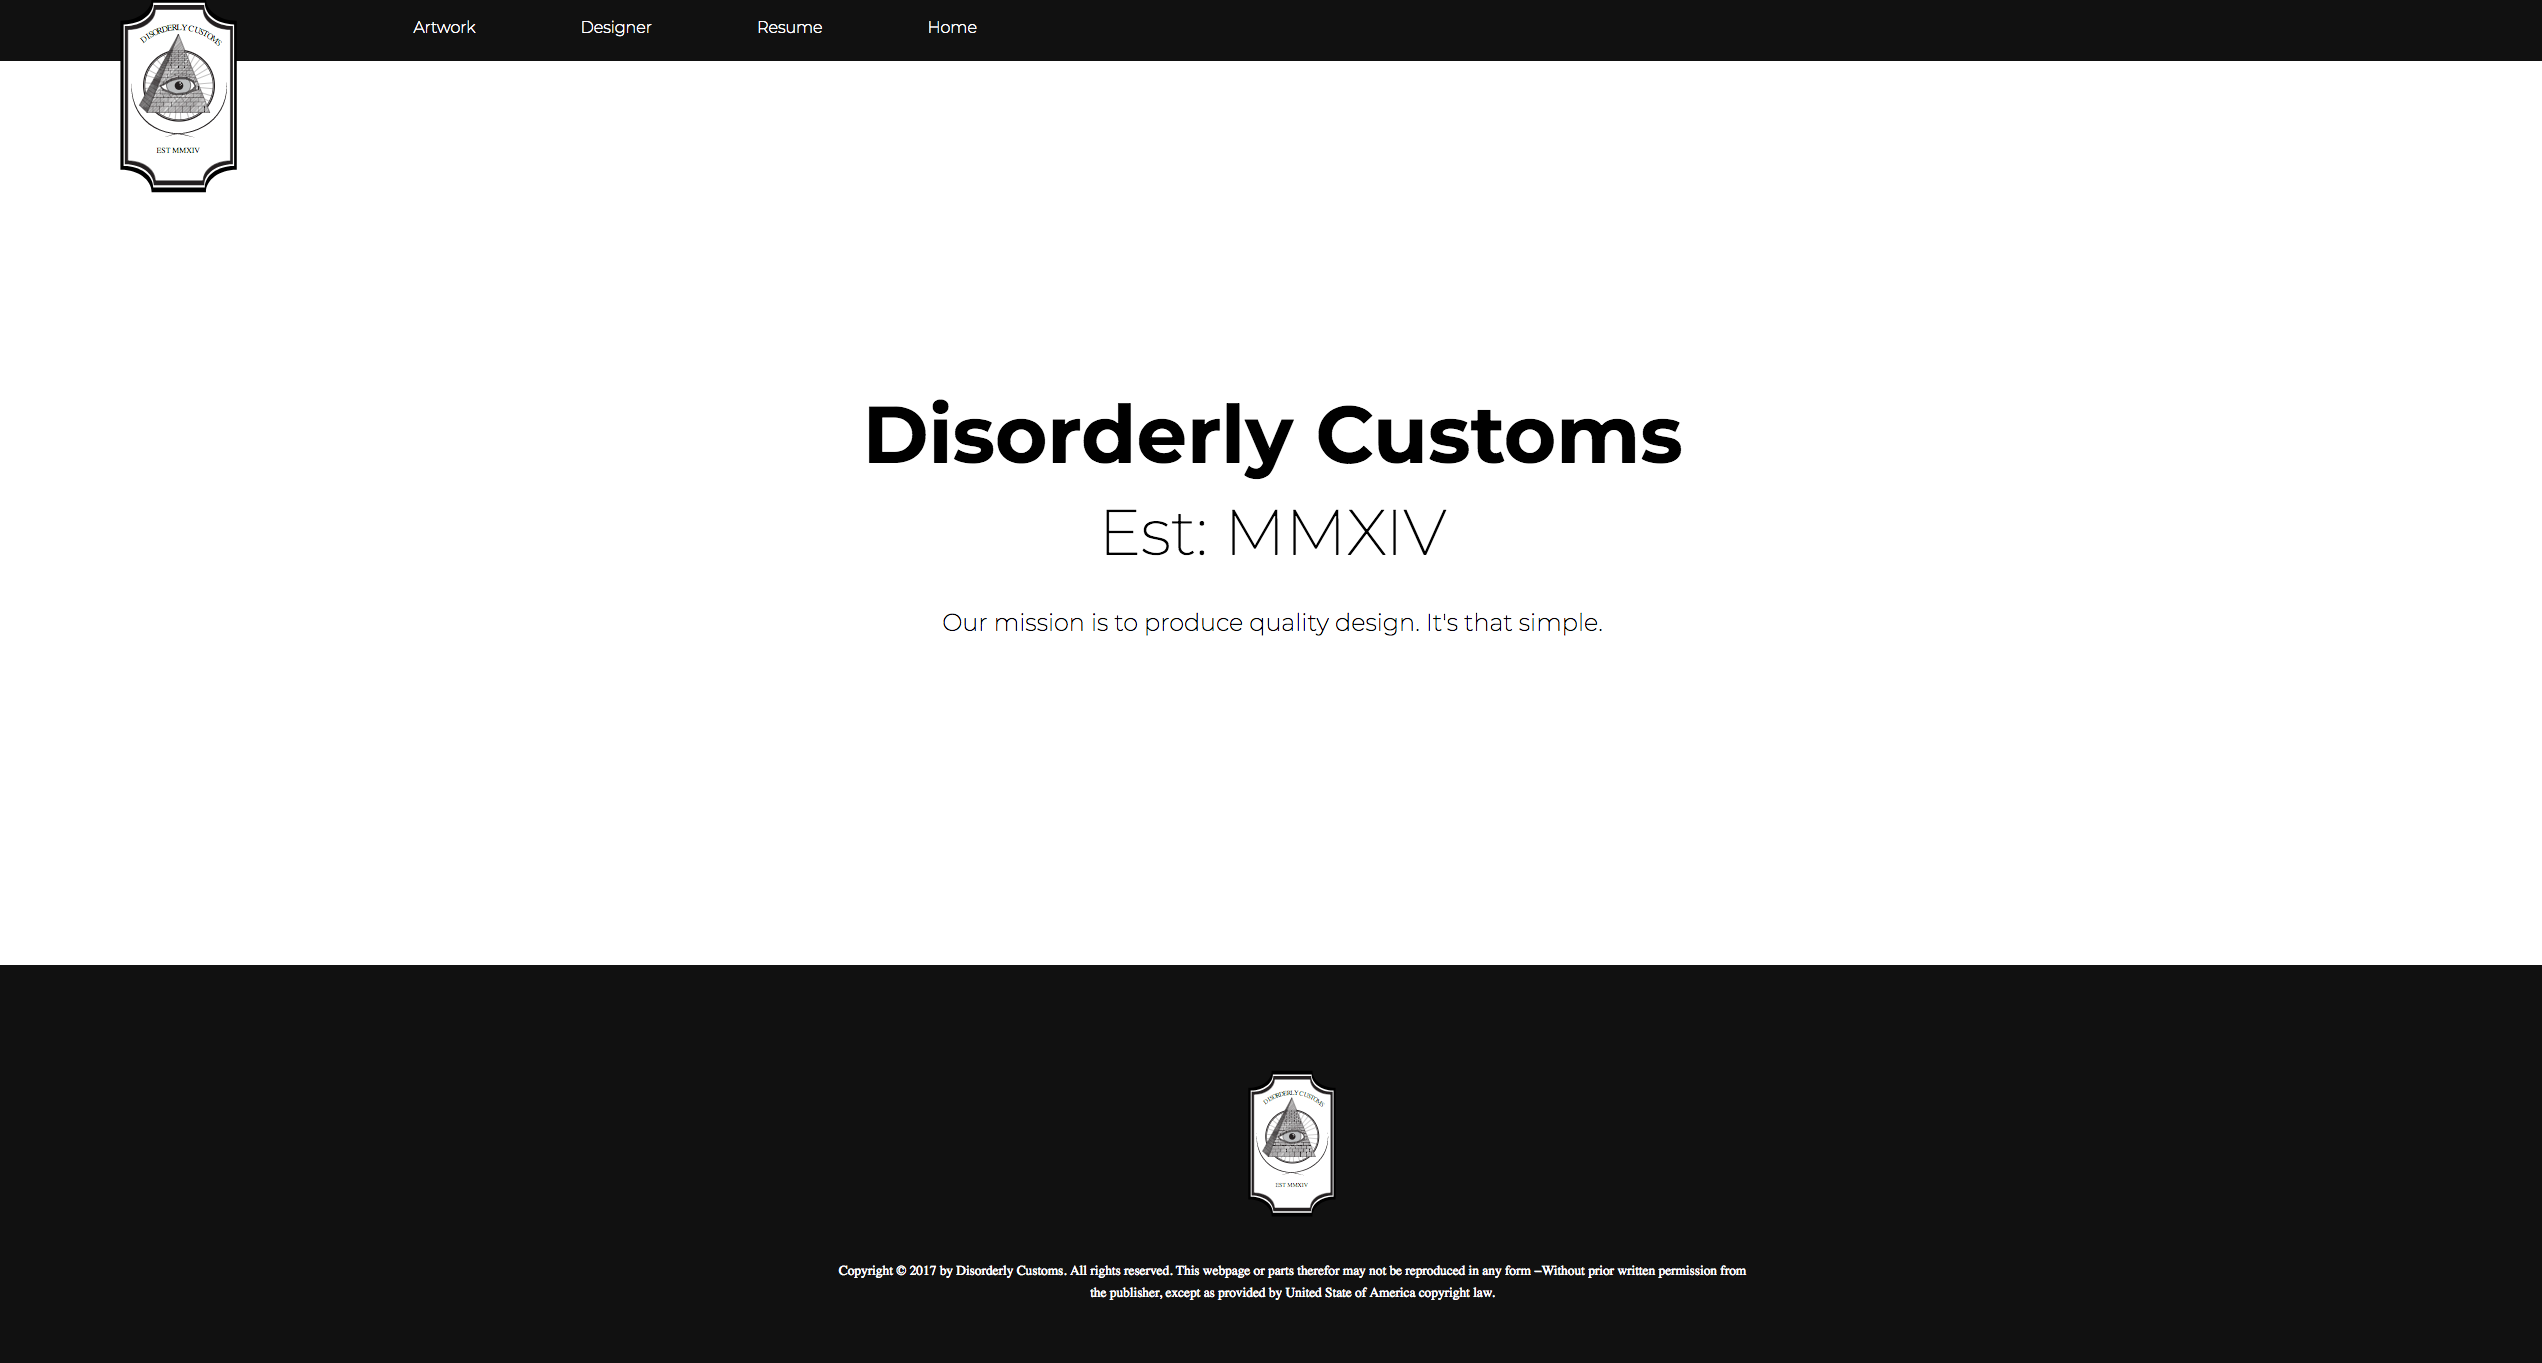 DISORDERLY CUSTOMS
EST MMXIV
Artwork
Designer
Resume
Home
Disorderly Customs
Est: MMXIV
Our mission is to produce quality design. It's that simple.
DISORDERLY CUSTOMS
EST MMXIV
Copyright © 2017 by Disorderly Customs. All rights reserved. This webpage or parts therefor may not be reproduced in any form –Without prior written permission from
the publisher, except as provided by United State of America copyright law.